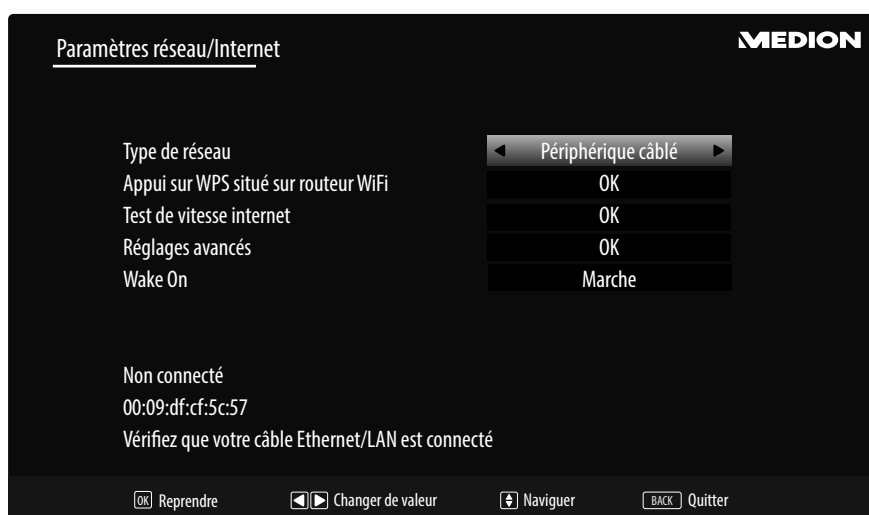 Paramètres réseau/Internet
MEDION
Type de réseau Périphérique câblé
Appui sur WPS situé sur routeur WiFi OK
Test de vitesse internet OK
Réglages avancés OK
Wake On Marche
Non connecté
00:09:df:cf:5c:57
Vérifiez que votre câble Ethernet/LAN est connecté
OK Reprendre Changer de valeur Naviguer BACK Quitter